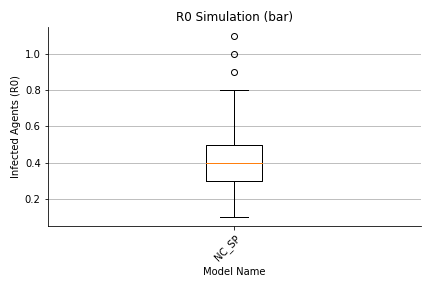 R0 Simulation (bar)
Infected Agents (R0)
1.0
0.8
0.6
0.4
0.2
NC_SP
Model Name